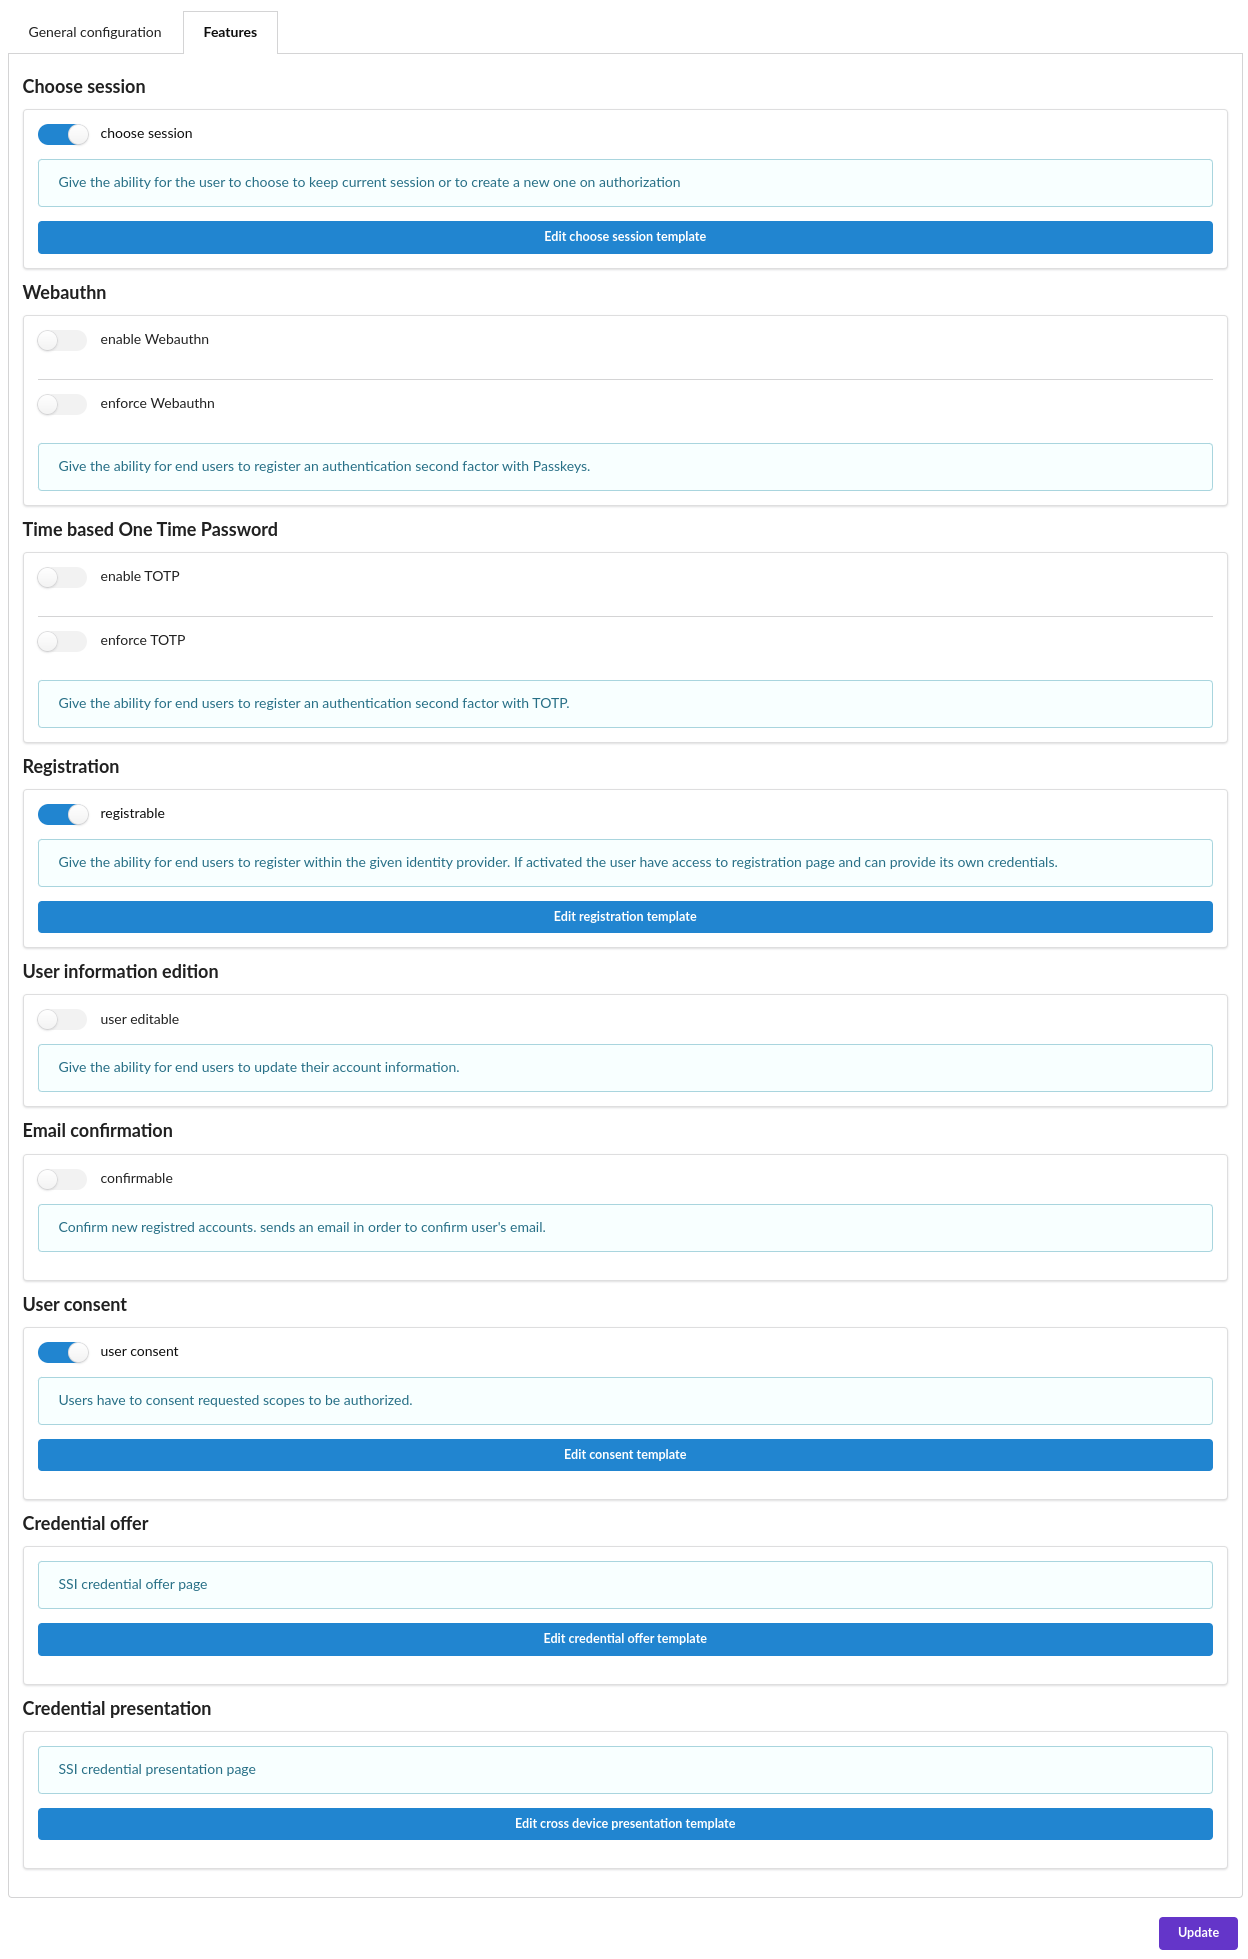 General configuration
Features
Choose session
choose session
Give the ability for the user to choose to keep current session or to create a new one on authorization
Edit choose session template
Webauthn
enable Webauthn
enforce Webauthn
Give the ability for end users to register an authentication second factor with Passkeys.
Time based One Time Password
enable TOTP
enforce TOTP
Give the ability for end users to register an authentication second factor with TOTP.
Registration
registrable
Give the ability for end users to register within the given identity provider. If activated the user have access to registration page and can provide its own credentials.
Edit registration template
User information edition
user editable
Give the ability for end users to update their account information.
Email confirmation
confirmable
Confirm new registred accounts. sends an email in order to confirm user's email.
User consent
user consent
Users have to consent requested scopes to be authorized.
Edit consent template
Credential offer
SSI credential offer page
Edit credential offer template
Credential presentation
SSI credential presentation page
Edit cross device presentation template
Update